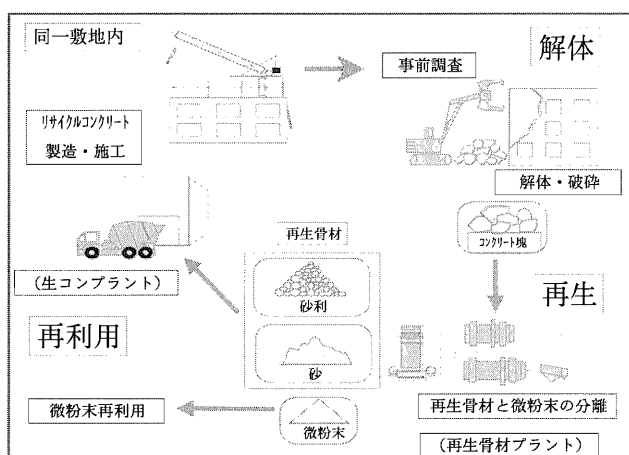 同一敷地内
解体
事前調査
リサイクルコンクリート
製造・施工
解体・破砕
コンクリート塊
再生骨材
(生コンプラント)
砂利
再生
再利用
砂
再生骨材と微粉末の分離
微粉末再利用
微粉末
(再生骨材プラント)